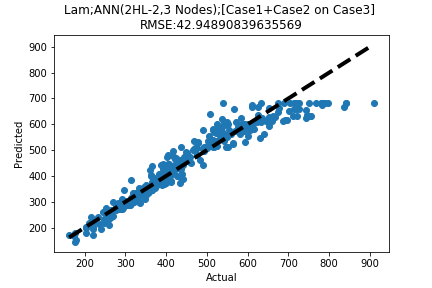 Lam;ANN(2HL-2,3 Nodes);[Case1+Case2 on Case3]
RMSE:42.94890839635569
900
800
700
600
500
400
300
200
Predicted
200 300 400 500 600 700 800 900
Actual